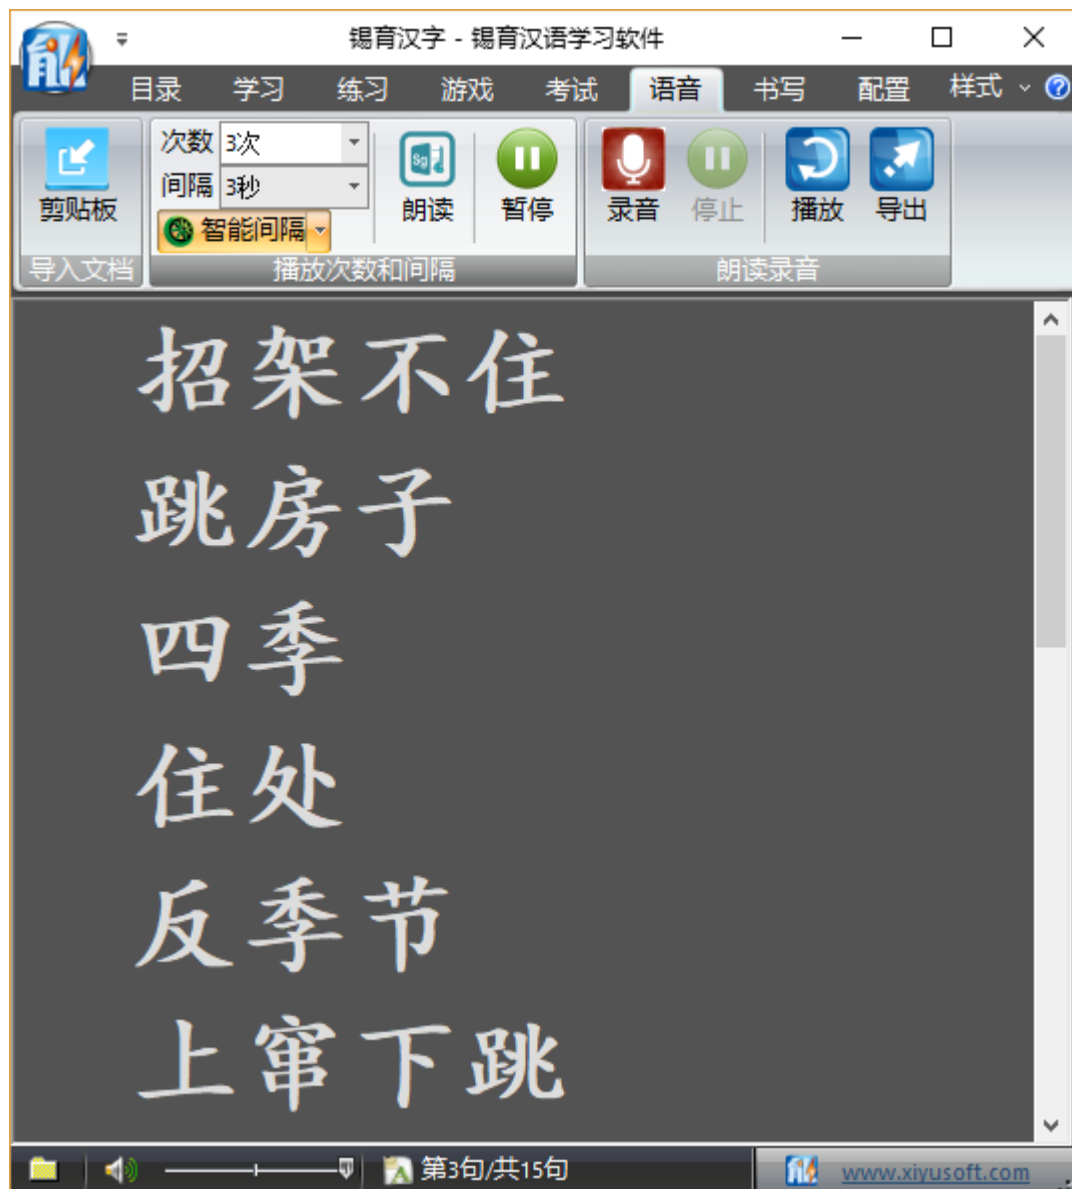 锡育汉字 - 锡育汉语学习软件
目录 学习 练习 游戏 考试 语音 书写 配置 样式
次数 3次
间隔 3秒
智能间隔
剪贴板 朗读 暂停 录音 停止 播放 导出
导入文档 播放次数和间隔 朗读录音
招架不住
跳房子
四季
住处
反季节
上窜下跳
第3句/共15句 www.xiyusoft.com